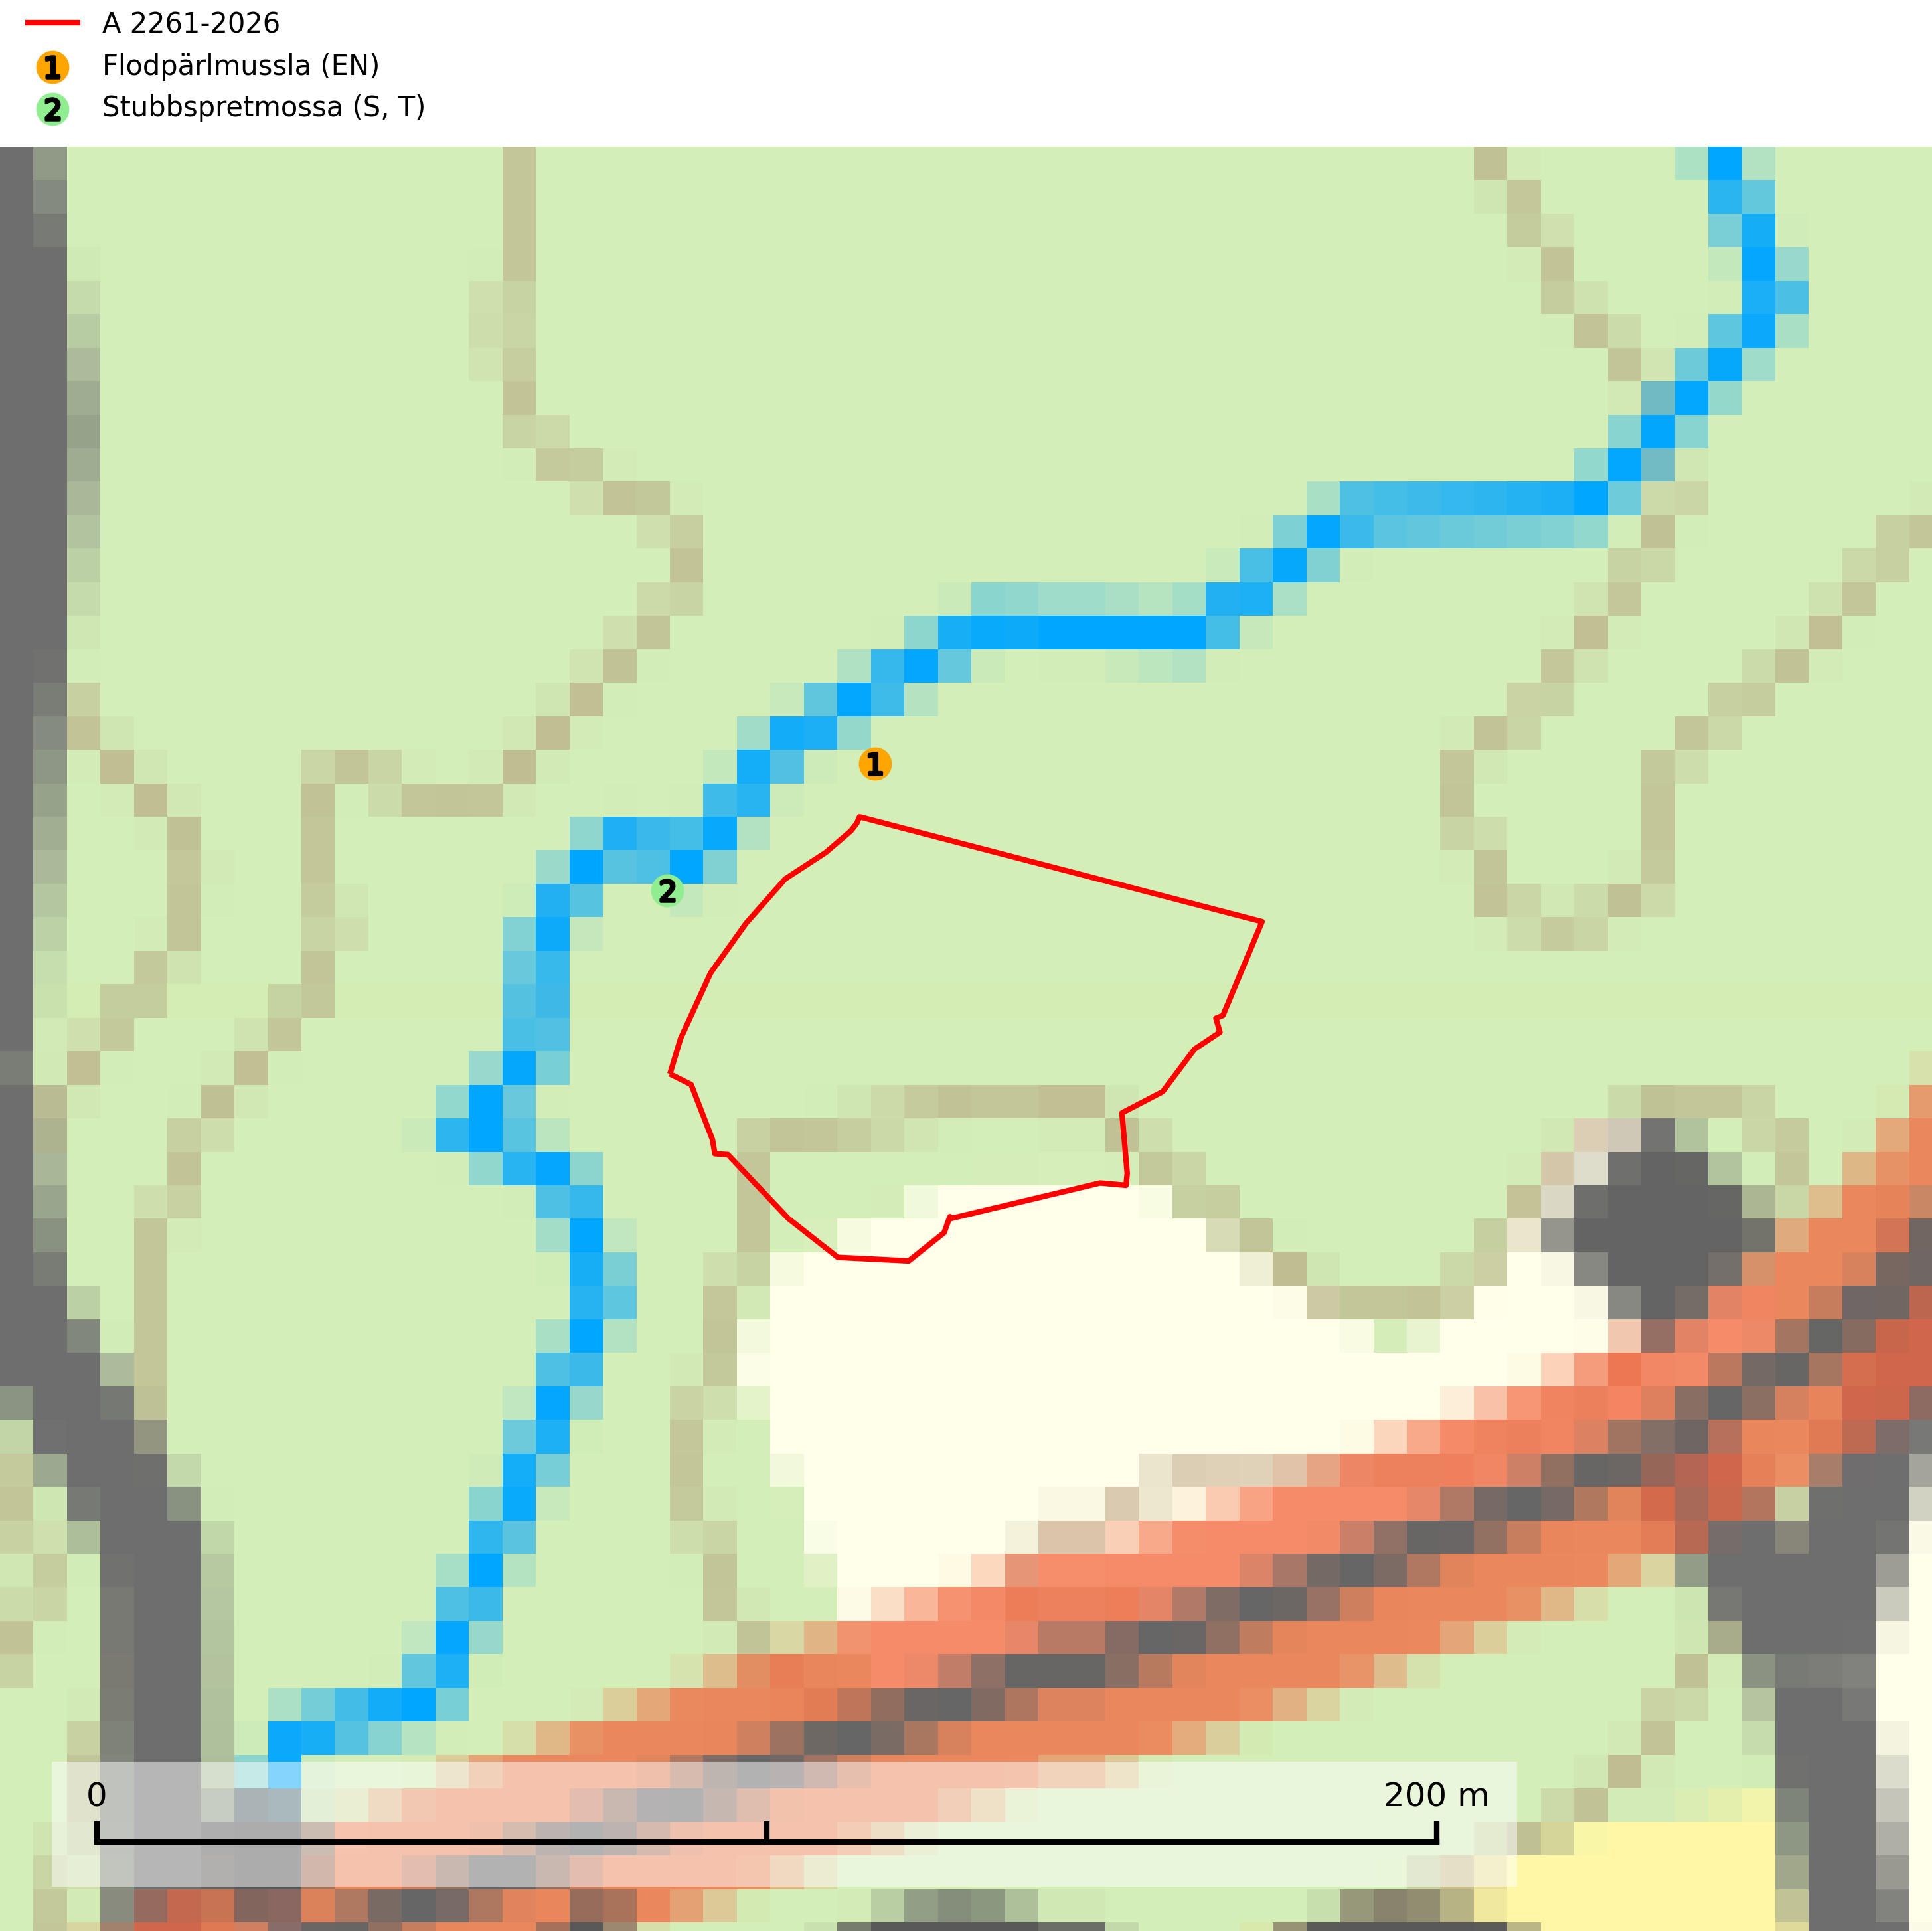 A 2261-2026
1 Flodpärlmussla (EN)
2 Stubbspretmossa (S, T)
1
2
0 200 m